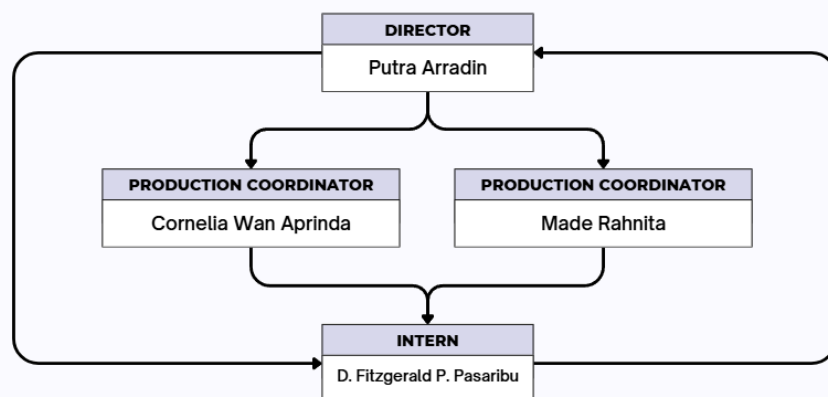 DIRECTOR
Putra Arradin
PRODUCTION COORDINATOR
Cornelia Wan Aprinda
PRODUCTION COORDINATOR
Made Rahnita
INTERN
D. Fitzgerald P. Pasaribu